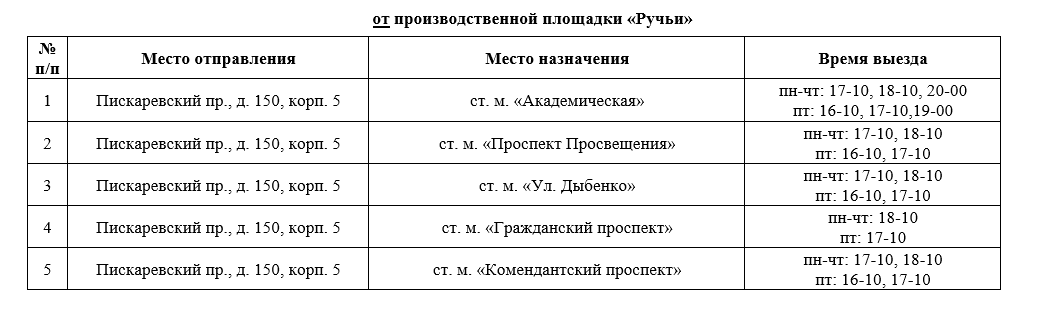 от производственной площадки «Ручьи»
№ п/п Место отправления Место назначения Время выезда
1 Пискаревский пр., д. 150, корп. 5 ст. м. «Академическая» пн-чт: 17-10, 18-10, 20-00
пт: 16-10, 17-10,19-00
2 Пискаревский пр., д. 150, корп. 5 ст. м. «Проспект Просвещения» пн-чт: 17-10, 18-10
пт: 16-10, 17-10
3 Пискаревский пр., д. 150, корп. 5 ст. м. «Ул. Дыбенко» пн-чт: 17-10, 18-10
пт: 16-10, 17-10
4 Пискаревский пр., д. 150, корп. 5 ст. м. «Гражданский проспект» пн-чт: 18-10
пт: 17-10
5 Пискаревский пр., д. 150, корп. 5 ст. м. «Комендантский проспект» пн-чт: 17-10, 18-10
пт: 16-10, 17-10